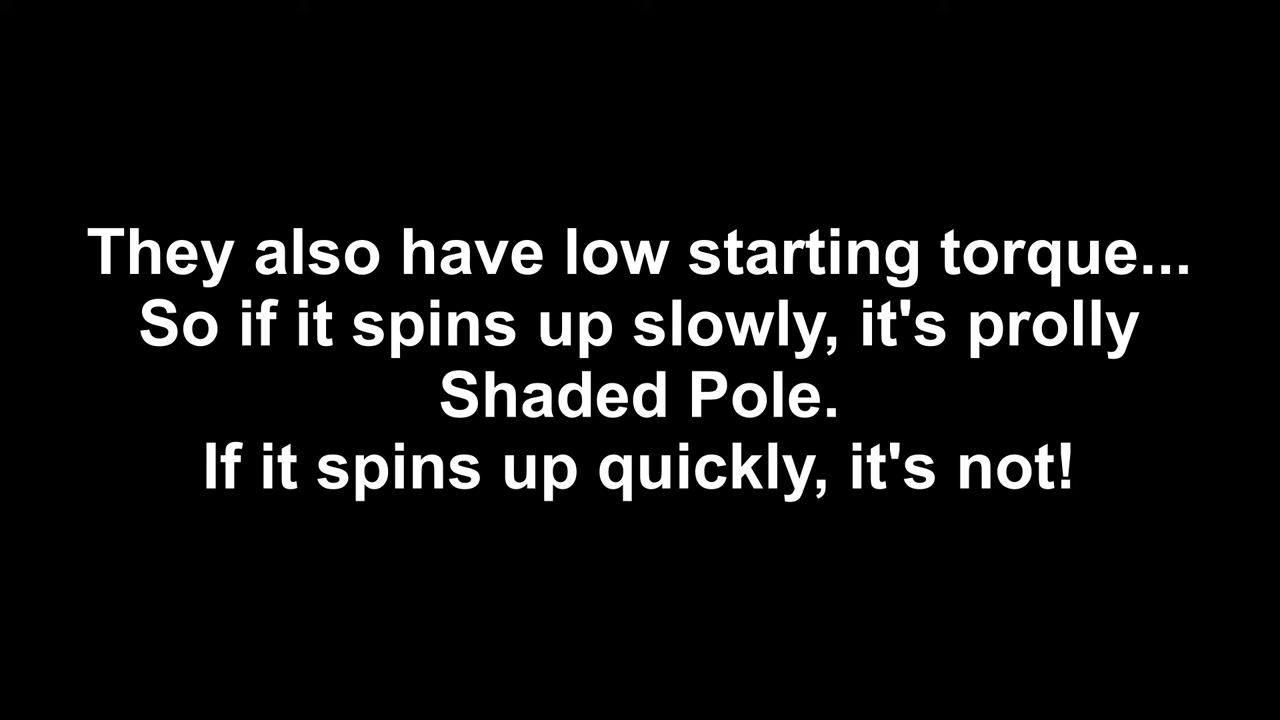 They also have low starting torque...
So if it spins up slowly, it's prolly
Shaded Pole.
If it spins up quickly, it's not!